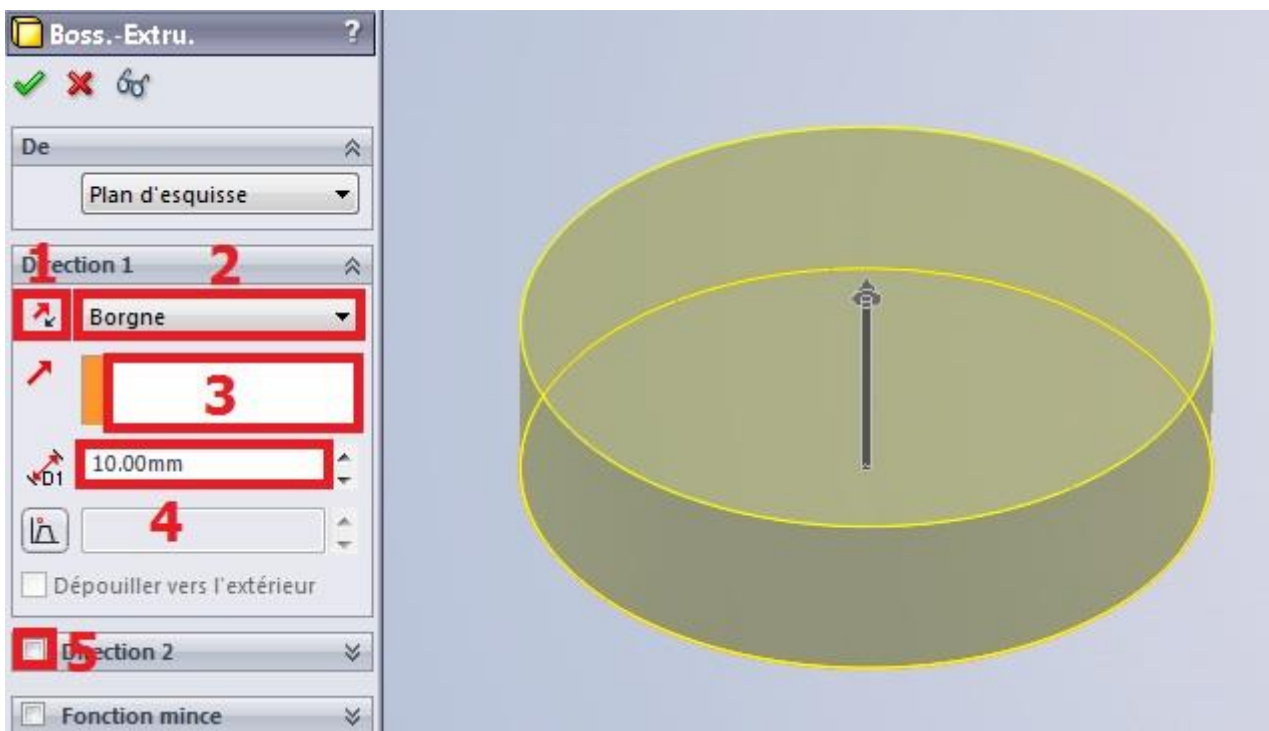 Boss.-Extru. ?
De
Plan d'esquisse
1 2
Direction 1
Borgne
3
D1 10.00mm
4
Dépouiller vers l'extérieur
5 Direction 2
Fonction mince